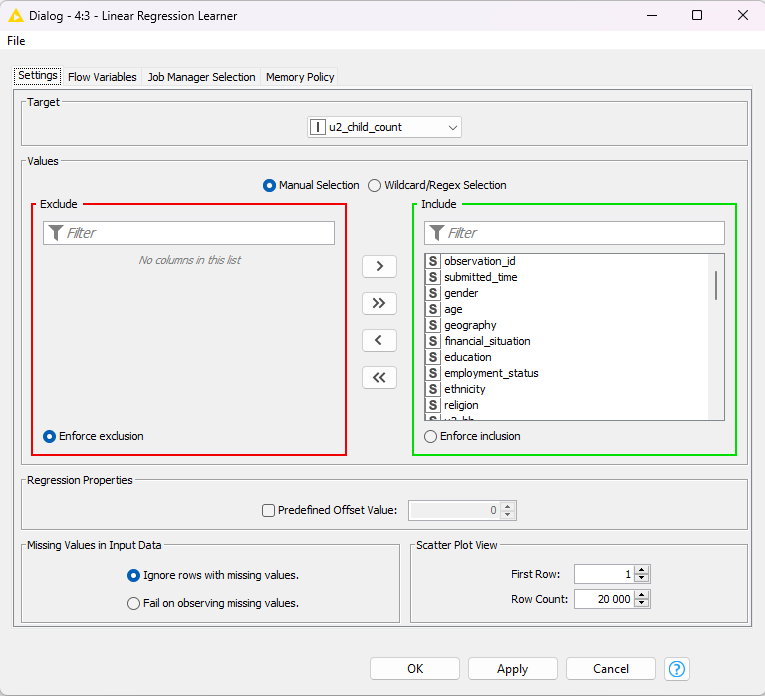 Dialog - 4:3 - Linear Regression Learner
File
Settings Flow Variables Job Manager Selection Memory Policy
Target
I u2_child_count
Values
Manual Selection Wildcard/Regex Selection
Exclude
Filter
No columns in this list
Enforce exclusion
>
>>
<
<<
Include
Filter
S observation_id
S submitted_time
S gender
S age
S geography
S financial_situation
S education
S employment_status
S ethnicity
S religion
Enforce inclusion
Regression Properties
Predefined Offset Value: 0
Missing Values in Input Data
Ignore rows with missing values.
Fail on observing missing values.
Scatter Plot View
First Row: 1
Row Count: 20 000
OK Apply Cancel ?